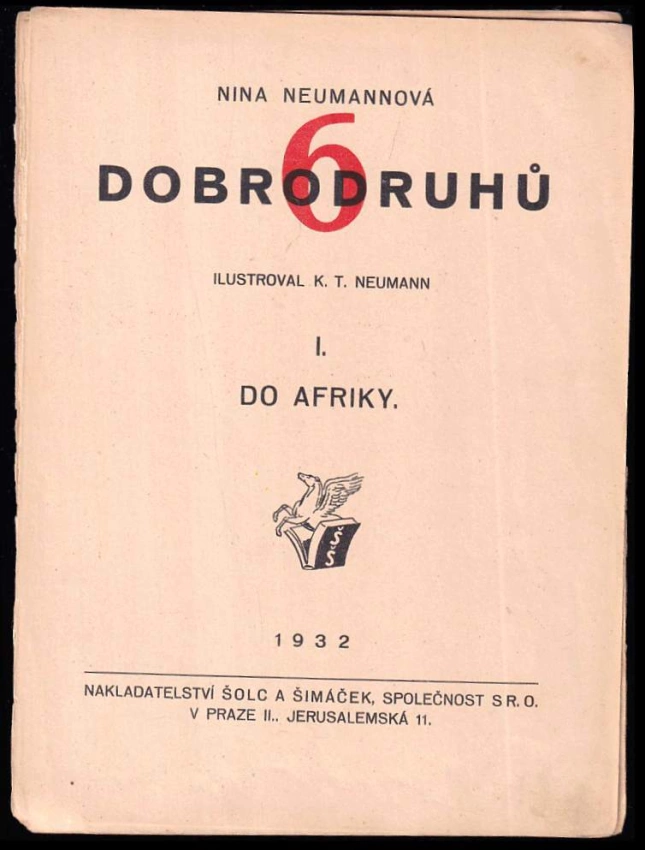 NINA NEUMANNOVÁ
6
DOBRODRUHŮ
ILUSTROVAL K. T. NEUMANN
I.
DO AFRIKY.
Š
Š
1932
NAKLADATELSTVÍ ŠOLC A ŠIMÁČEK, SPOLEČNOST S R. O.
V PRAZE II., JERUSALEMSKÁ 11.